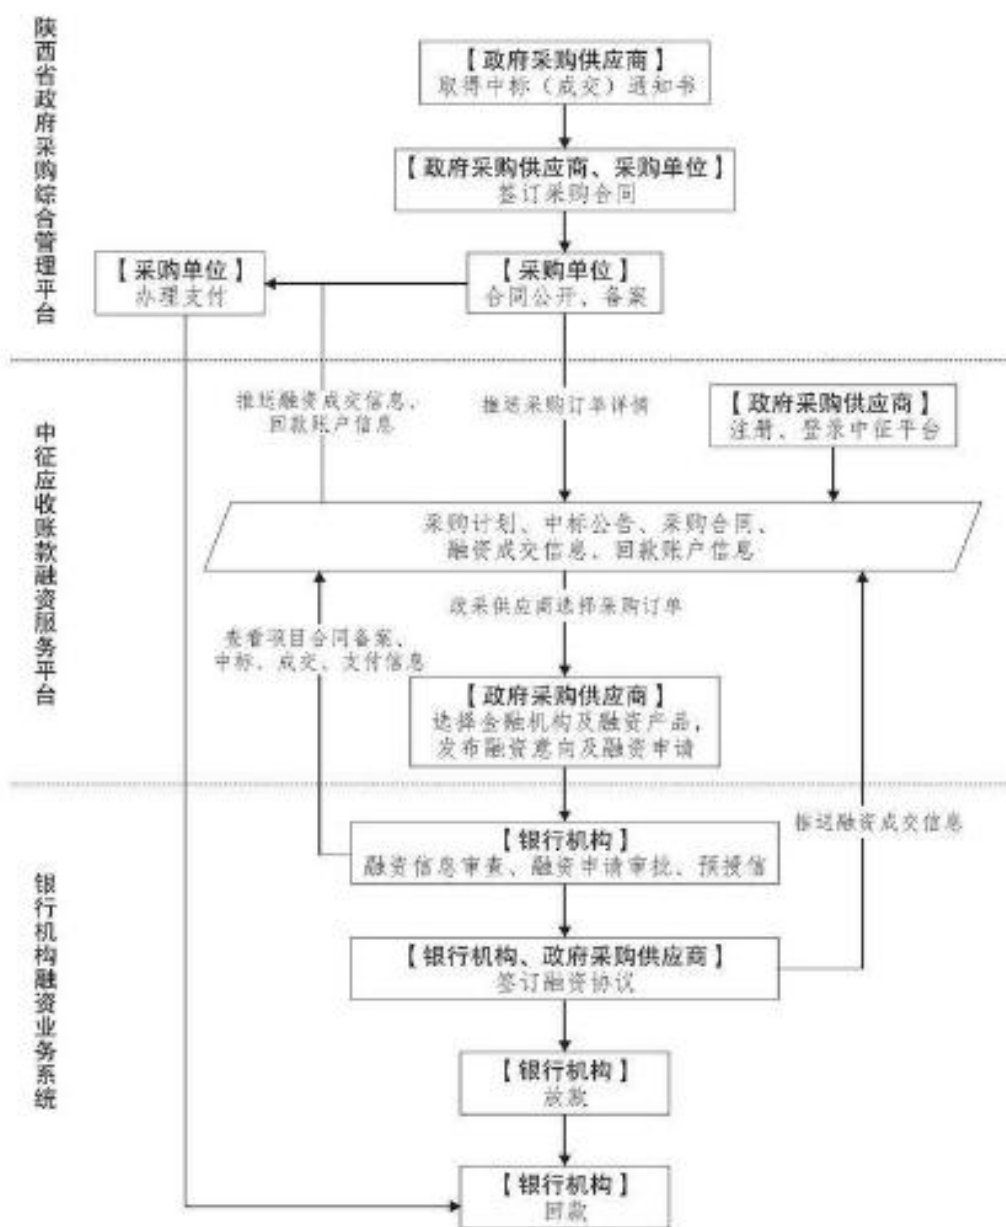 陕西省政府采购综合管理平台
【政府采购供应商】
取得中标（成交）通知书
【政府采购供应商、采购单位】
签订采购合同
【采购单位】
办理支付
【采购单位】
合同公开、备案
中征应收账款融资服务平台
推送融资成交信息、
回款账户信息
推送采购订单详情
【政府采购供应商】
注册、登录中征平台
采购计划、中标公告、采购合同、
融资成交信息、回款账户信息
政采供应商选择采购订单
查看项目合同备案、
中标、成交、支付信息
【政府采购供应商】
选择金融机构及融资产品，
发布融资意向及融资申请
银行机构融资业务系统
推送融资成交信息
【银行机构】
融资信息审查、融资申请审批、预授信
【银行机构、政府采购供应商】
签订融资协议
【银行机构】
放款
【银行机构】
回款